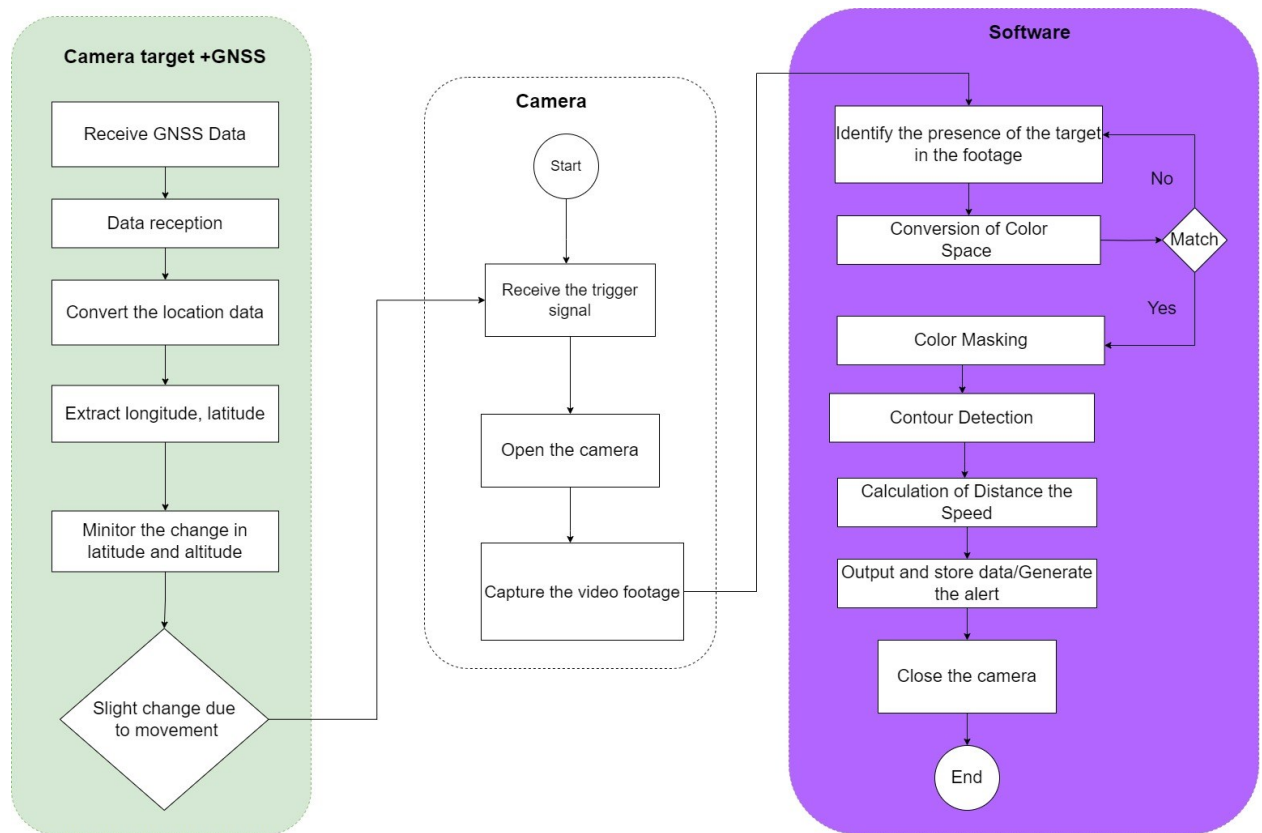 Camera target +GNSS
Receive GNSS Data
Data reception
Convert the location data
Extract longitude, latitude
Minitor the change in
latitude and altitude
Slight change due
to movement
Camera
Start
Receive the trigger
signal
Open the camera
Capture the video footage
Software
Identify the presence of the target
in the footage
No
Conversion of Color
Space
Match
Yes
Color Masking
Contour Detection
Calculation of Distance the
Speed
Output and store data/Generate
the alert
Close the camera
End